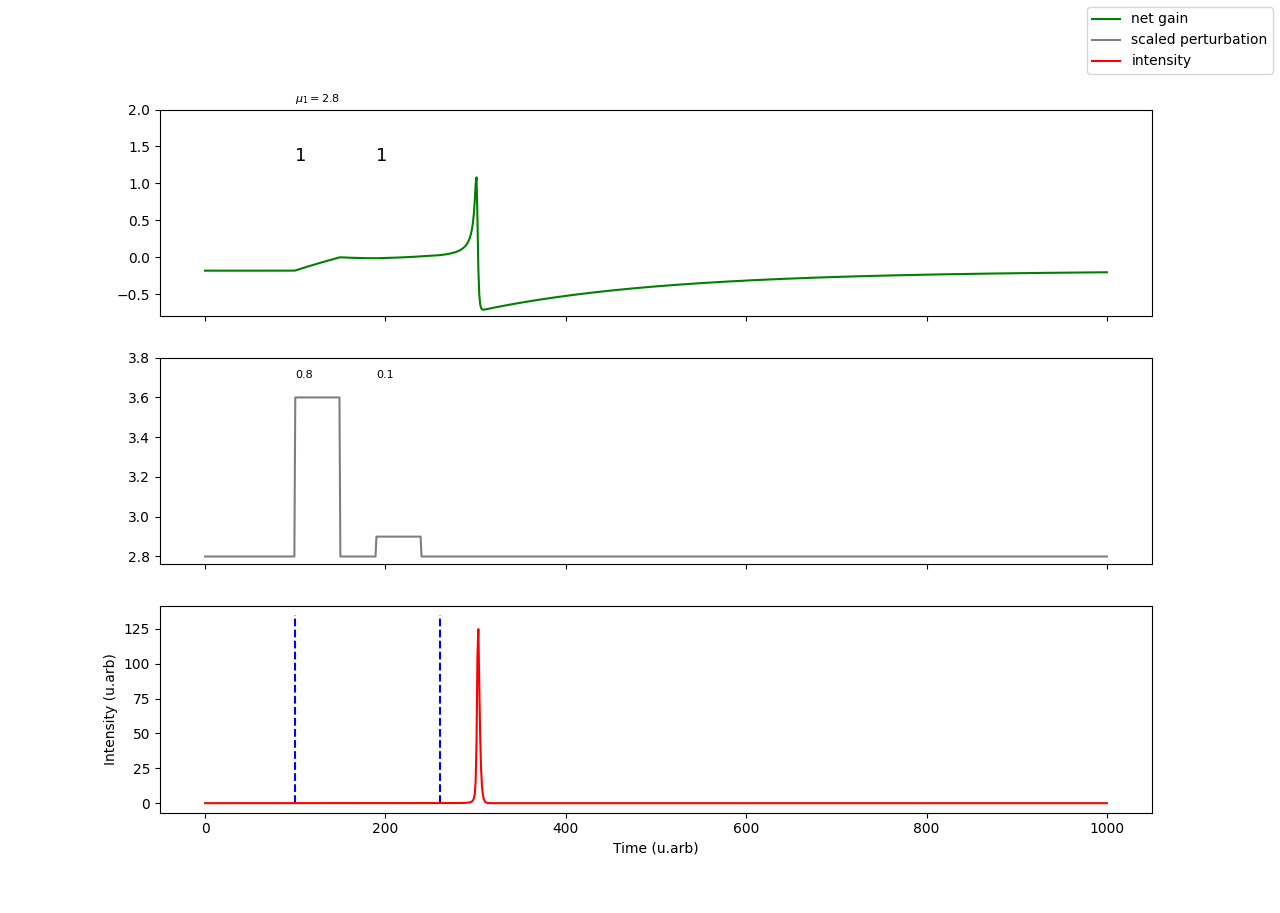 net gain
scaled perturbation
intensity
μ₁ = 2.8
2.0
1.5
1 1
1.0
0.5
0.0
−0.5
3.8
0.8 0.1
3.6
3.4
3.2
3.0
2.8
125
100
75
50
25
0
Intensity (u.arb)
0 200 400 600 800 1000
Time (u.arb)